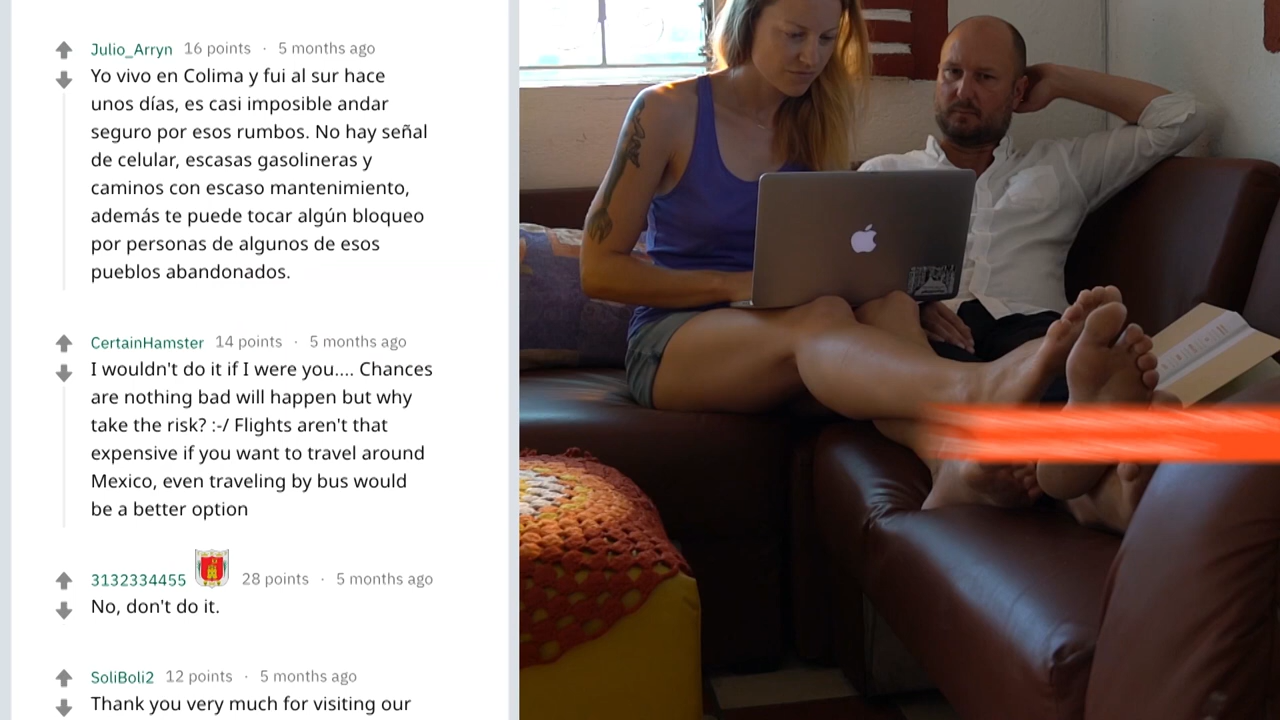 Julio_Arryn 16 points · 5 months ago
Yo vivo en Colima y fui al sur hace
unos días, es casi imposible andar
seguro por esos rumbos. No hay señal
de celular, escasas gasolineras y
caminos con escaso mantenimiento,
además te puede tocar algún bloqueo
por personas de algunos de esos
pueblos abandonados.
CertainHamster 14 points · 5 months ago
I wouldn't do it if I were you.... Chances
are nothing bad will happen but why
take the risk? :-/ Flights aren't that
expensive if you want to travel around
Mexico, even traveling by bus would
be a better option
3132334455 28 points · 5 months ago
No, don't do it.
SoliBoli2 12 points · 5 months ago
Thank you very much for visiting our